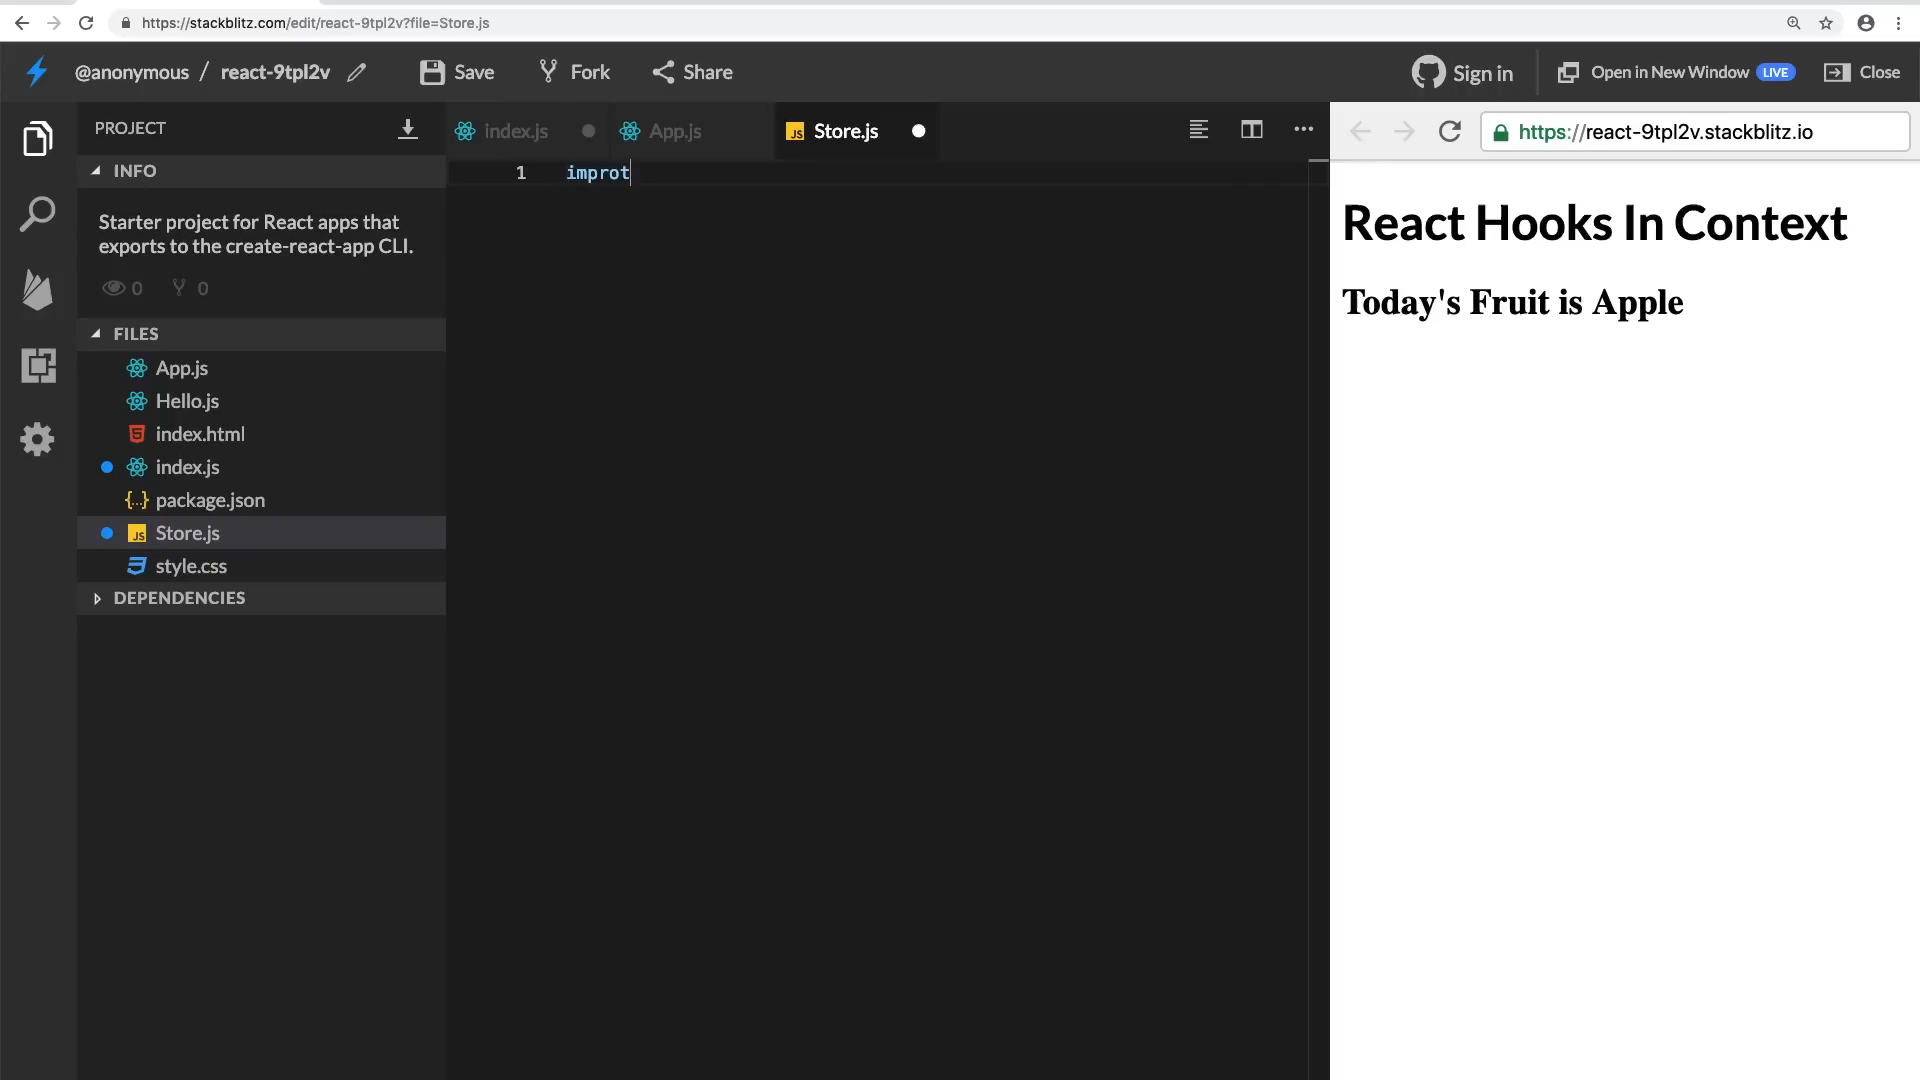 https://stackblitz.com/edit/react-9tpl2v?file=Store.js
@anonymous / react-9tpl2v
Save
Fork
Share
Sign in
Open in New Window LIVE
Close
PROJECT
index.js
App.js
JS Store.js
https://react-9tpl2v.stackblitz.io
INFO
1 improt
Starter project for React apps that
exports to the create-react-app CLI.
0 0
React Hooks In Context
Today's Fruit is Apple
FILES
App.js
Hello.js
5 index.html
index.js
{..} package.json
JS Store.js
style.css
DEPENDENCIES